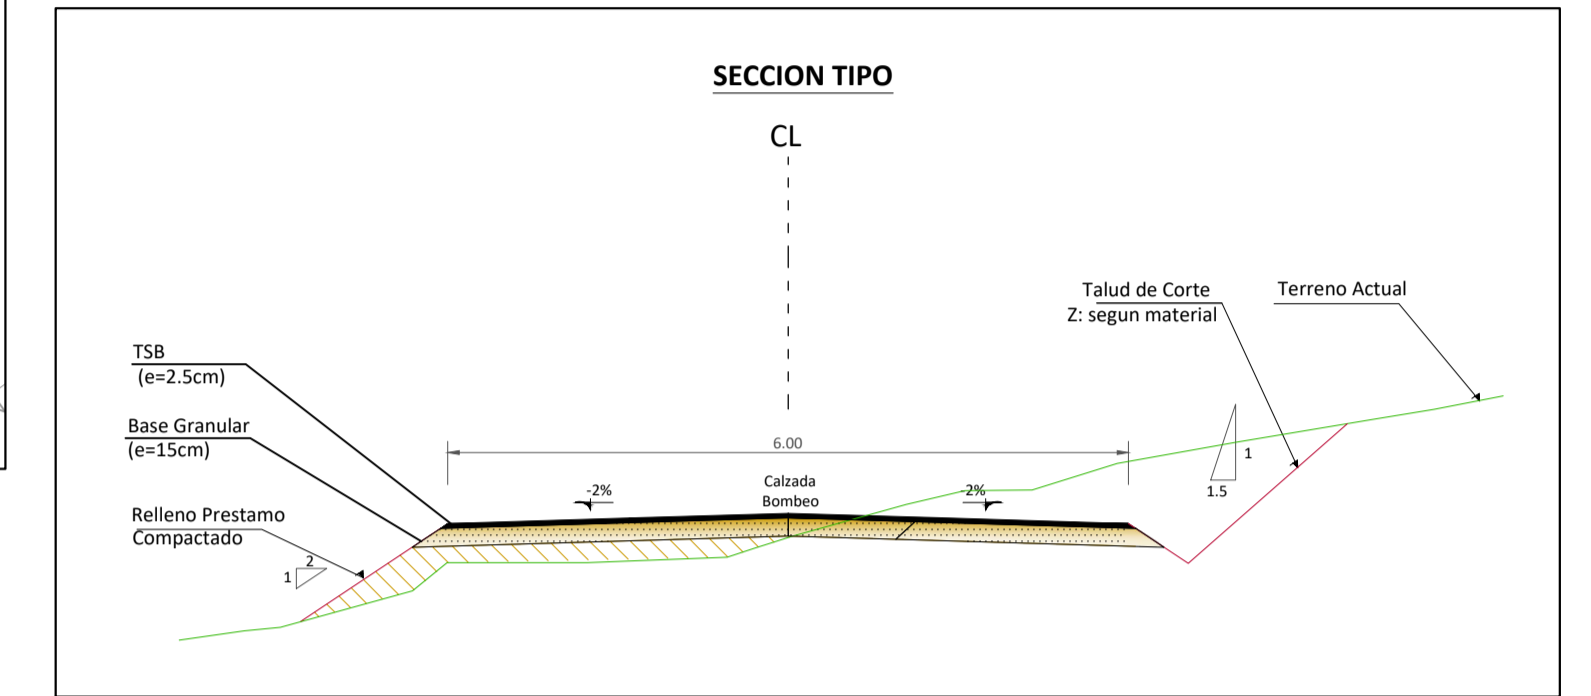 SECCION TIPO
CL
Talud de Corte
Z: segun material
Terreno Actual
TSB
(e=2.5cm)
Base Granular
(e=15cm)
Relleno Prestamo
Compactado
6.00
Calzada
Bombeo
-2%
-2%
1
1.5
2
1